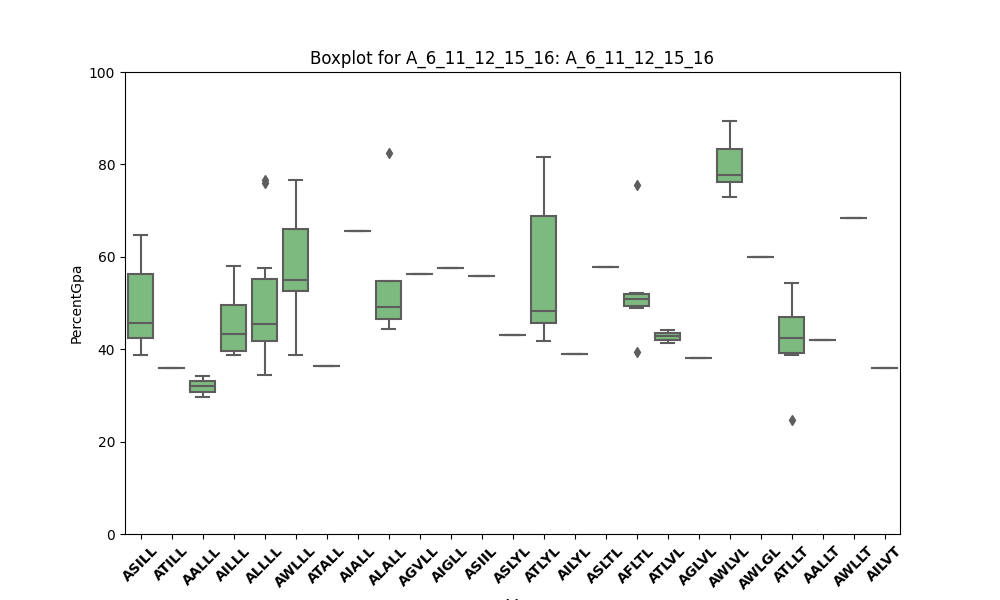 Boxplot for A_6_11_12_15_16: A_6_11_12_15_16
PercentGpa
100
80
60
40
20
0
ASILL
ATILL
AALLL
AILLL
ALLLL
AWLLL
ATALL
AIALL
ALALL
AGVLL
AIGLL
ASIIL
ASLYL
ATLYL
AILYL
ASLTL
AFLTL
ATLVL
AGLVL
AWLVL
AWLGL
ATLLT
AALLT
AWLLT
AILVT